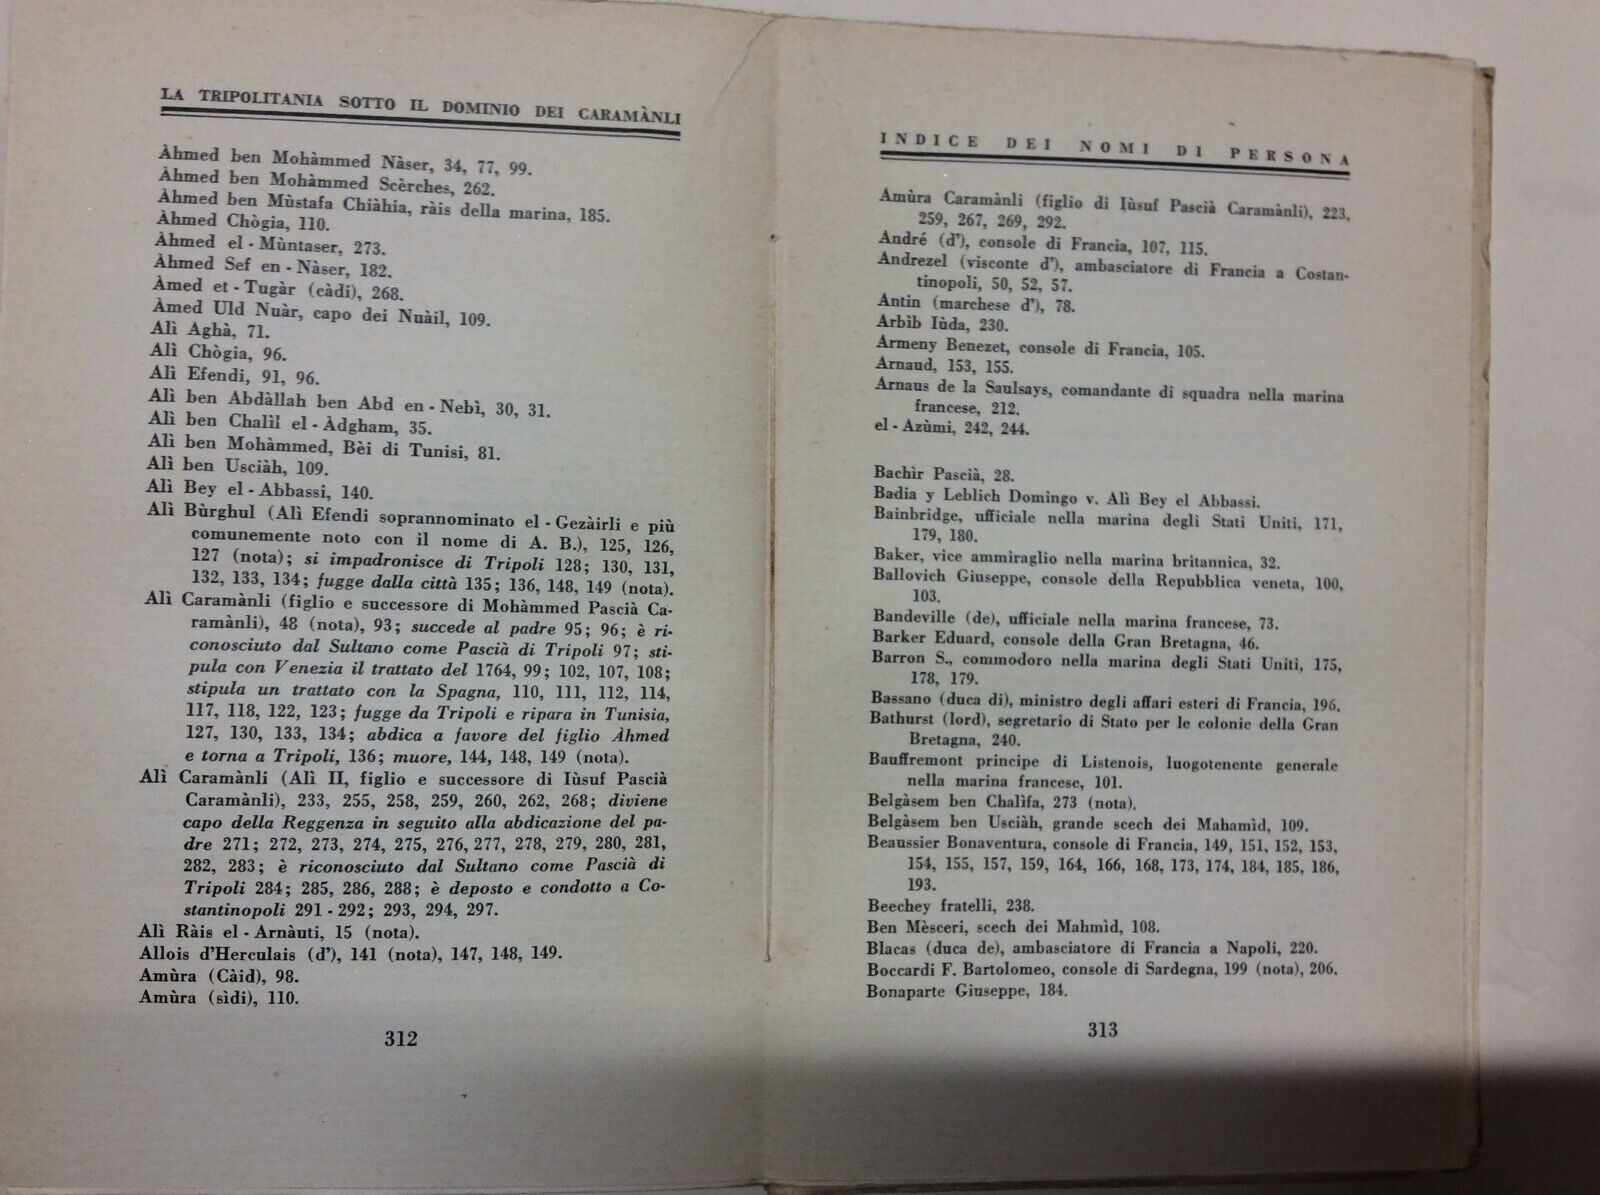 LA TRIPOLITANIA SOTTO IL DOMINIO DEI CARAMÀNLI
Àhmed ben Mohàmmed Nàser, 34, 77, 99.
Àhmed ben Mohàmmed Scèrches, 262.
Àhmed ben Mùstafa Chiàhia, ràis della marina, 185.
Àhmed Chògia, 110.
Àhmed el - Mùntaser, 273.
Àhmed Sef en - Nàser, 182.
Àmed et - Tugàr (càdi), 268.
Àmed Uld Nuàr, capo dei Nuàil, 109.
Alì Aghà, 71.
Alì Chògia, 96.
Alì Efendi, 91, 96.
Alì ben Abdàllah ben Abd en - Nebì, 30, 31.
Alì ben Chalìl el - Àdgham, 35.
Alì ben Mohàmmed, Bèi di Tunisi, 81.
Alì ben Usciàh, 109.
Alì Bey el - Abbassi, 140.
Alì Bùrghul (Alì Efendi soprannominato el - Gezàirli e più
comunemente noto con il nome di A. B.), 125, 126,
127 (nota); si impadronisce di Tripoli 128; 130, 131,
132, 133, 134; fugge dalla città 135; 136, 148, 149 (nota).
Alì Caramànli (figlio e successore di Mohàmmed Pascià Ca-
ramànli), 48 (nota), 93; succede al padre 95; 96; è ri-
conosciuto dal Sultano come Pascià di Tripoli 97; sti-
pula con Venezia il trattato del 1764, 99; 102, 107, 108;
stipula un trattato con la Spagna, 110, 111, 112, 114,
117, 118, 122, 123; fugge da Tripoli e ripara in Tunisia,
127, 130, 133, 134; abdica a favore del figlio Àhmed
e torna a Tripoli, 136; muore, 144, 148, 149 (nota).
Alì Caramànli (Alì II, figlio e successore di Iùsuf Pascià
Caramànli), 233, 255, 258, 259, 260, 262, 268; diviene
capo della Reggenza in seguito alla abdicazione del pa-
dre 271; 272, 273, 274, 275, 276, 277, 278, 279, 280, 281,
282, 283; è riconosciuto dal Sultano come Pascià di
Tripoli 284; 285, 286, 288; è deposto e condotto a Co-
stantinopoli 291 - 292; 293, 294, 297.
Alì Ràis el - Arnàuti, 15 (nota).
Allois d'Herculais (d'), 141 (nota), 147, 148, 149.
Amùra (Càid), 98.
Amùra (sìdi), 110.
312
INDICE DEI NOMI DI PERSONA
Amùra Caramànli (figlio di Iùsuf Pascià Caramànli), 223,
259, 267, 269, 292.
André (d'), console di Francia, 107, 115.
Andrezel (visconte d'), ambasciatore di Francia a Costan-
tinopoli, 50, 52, 57.
Antin (marchese d'), 78.
Arbìb Iùda, 230.
Armeny Benezet, console di Francia, 105.
Arnaud, 153, 155.
Arnaus de la Saulsays, comandante di squadra nella marina
francese, 212.
el - Azùmi, 242, 244.
Bachìr Pascià, 28.
Badia y Leblich Domingo v. Alì Bey el Abbassi.
Bainbridge, ufficiale nella marina degli Stati Uniti, 171,
179, 180.
Baker, vice ammiraglio nella marina britannica, 32.
Ballovich Giuseppe, console della Repubblica veneta, 100,
103.
Bandeville (de), ufficiale nella marina francese, 73.
Barker Eduard, console della Gran Bretagna, 46.
Barron S., commodoro nella marina degli Stati Uniti, 175,
178, 179.
Bassano (duca di), ministro degli affari esteri di Francia, 196.
Bathurst (lord), segretario di Stato per le colonie della Gran
Bretagna, 240.
Bauffremont principe di Listenois, luogotenente generale
nella marina francese, 101.
Belgàsem ben Chalìfa, 273 (nota).
Belgàsem ben Usciàh, grande scech dei Mahamìd, 109.
Beaussier Bonaventura, console di Francia, 149, 151, 152, 153,
154, 155, 157, 159, 164, 166, 168, 173, 174, 184, 185, 186,
193.
Beechey fratelli, 238.
Ben Mèsceri, scech dei Mahmìd, 108.
Blacas (duca de), ambasciatore di Francia a Napoli, 220.
Boccardi F. Bartolomeo, console di Sardegna, 199 (nota), 206.
Bonaparte Giuseppe, 184.
313